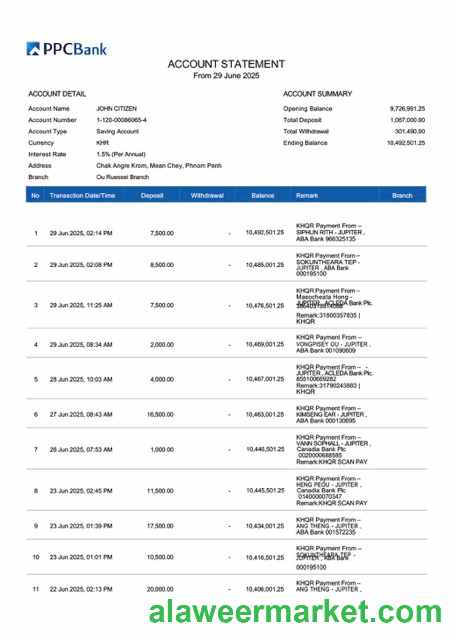 PPCBank
ACCOUNT STATEMENT
From 29 June 2025
ACCOUNT DETAIL
Account Name JOHN CITIZEN
Account Number 1-120-00086065-4
Account Type Saving Account
Currency KHR
Interest Rate 1.5% (Per Annual)
Address Chak Angre Krom, Mean Chey, Phnom Penh
Branch Ou Ruessei Branch
ACCOUNT SUMMARY
Opening Balance 9,726,991.25
Total Deposit 1,067,000.00
Total Withdrawal 301,490.00
Ending Balance 10,492,501.25
No Transaction Date/Time Deposit Withdrawal Balance Remark Branch
KHQR Payment From –
1 29 Jun 2025, 02:14 PM 7,500.00 - 10,492,501.25 SIPHUN RITH - JUPITER ,
ABA Bank 966325135
KHQR Payment From –
2 29 Jun 2025, 02:08 PM 8,500.00 - 10,485,001.25 SOKUNTHEARA TEP -
JUPITER , ABA Bank
000195100
KHQR Payment From –
Masocheata Hong -
3 29 Jun 2025, 11:25 AM 7,500.00 - 10,476,501.25 JUPITER , ACLEDA Bank Plc.
Remark:31800357835 |
KHQR
KHQR Payment From –
4 29 Jun 2025, 08:34 AM 2,000.00 - 10,469,001.25 VONGPISEY OU - JUPITER ,
ABA Bank 001090609
KHQR Payment From – -
5 28 Jun 2025, 10:03 AM 4,000.00 - 10,467,001.25 JUPITER , ACLEDA Bank Plc.
855100669282
Remark:31790243883 |
KHQR
KHQR Payment From –
6 27 Jun 2025, 08:43 AM 16,500.00 - 10,463,001.25 KIMSENG EAR - JUPITER ,
ABA Bank 000130695
KHQR Payment From –
7 26 Jun 2025, 07:53 AM 1,000.00 - 10,446,501.25 VANN SOPHALL - JUPITER ,
Canadia Bank Plc
0020000688585
Remark:KHQR SCAN PAY
KHQR Payment From –
8 23 Jun 2025, 02:45 PM 11,500.00 - 10,445,501.25 HENG PEOU - JUPITER ,
Canadia Bank Plc
0140000070347
Remark:KHQR SCAN PAY
KHQR Payment From –
9 23 Jun 2025, 01:39 PM 17,500.00 - 10,434,001.25 ANG THENG - JUPITER ,
ABA Bank 001572235
KHQR Payment From –
10 23 Jun 2025, 01:01 PM 10,500.00 - 10,416,501.25 SOKUNTHEARA TEP -
JUPITER , ABA Bank
000195100
KHQR Payment From –
11 22 Jun 2025, 02:13 PM 20,000.00 - 10,406,001.25 ANG THENG - JUPITER ,
alaweermarket.com